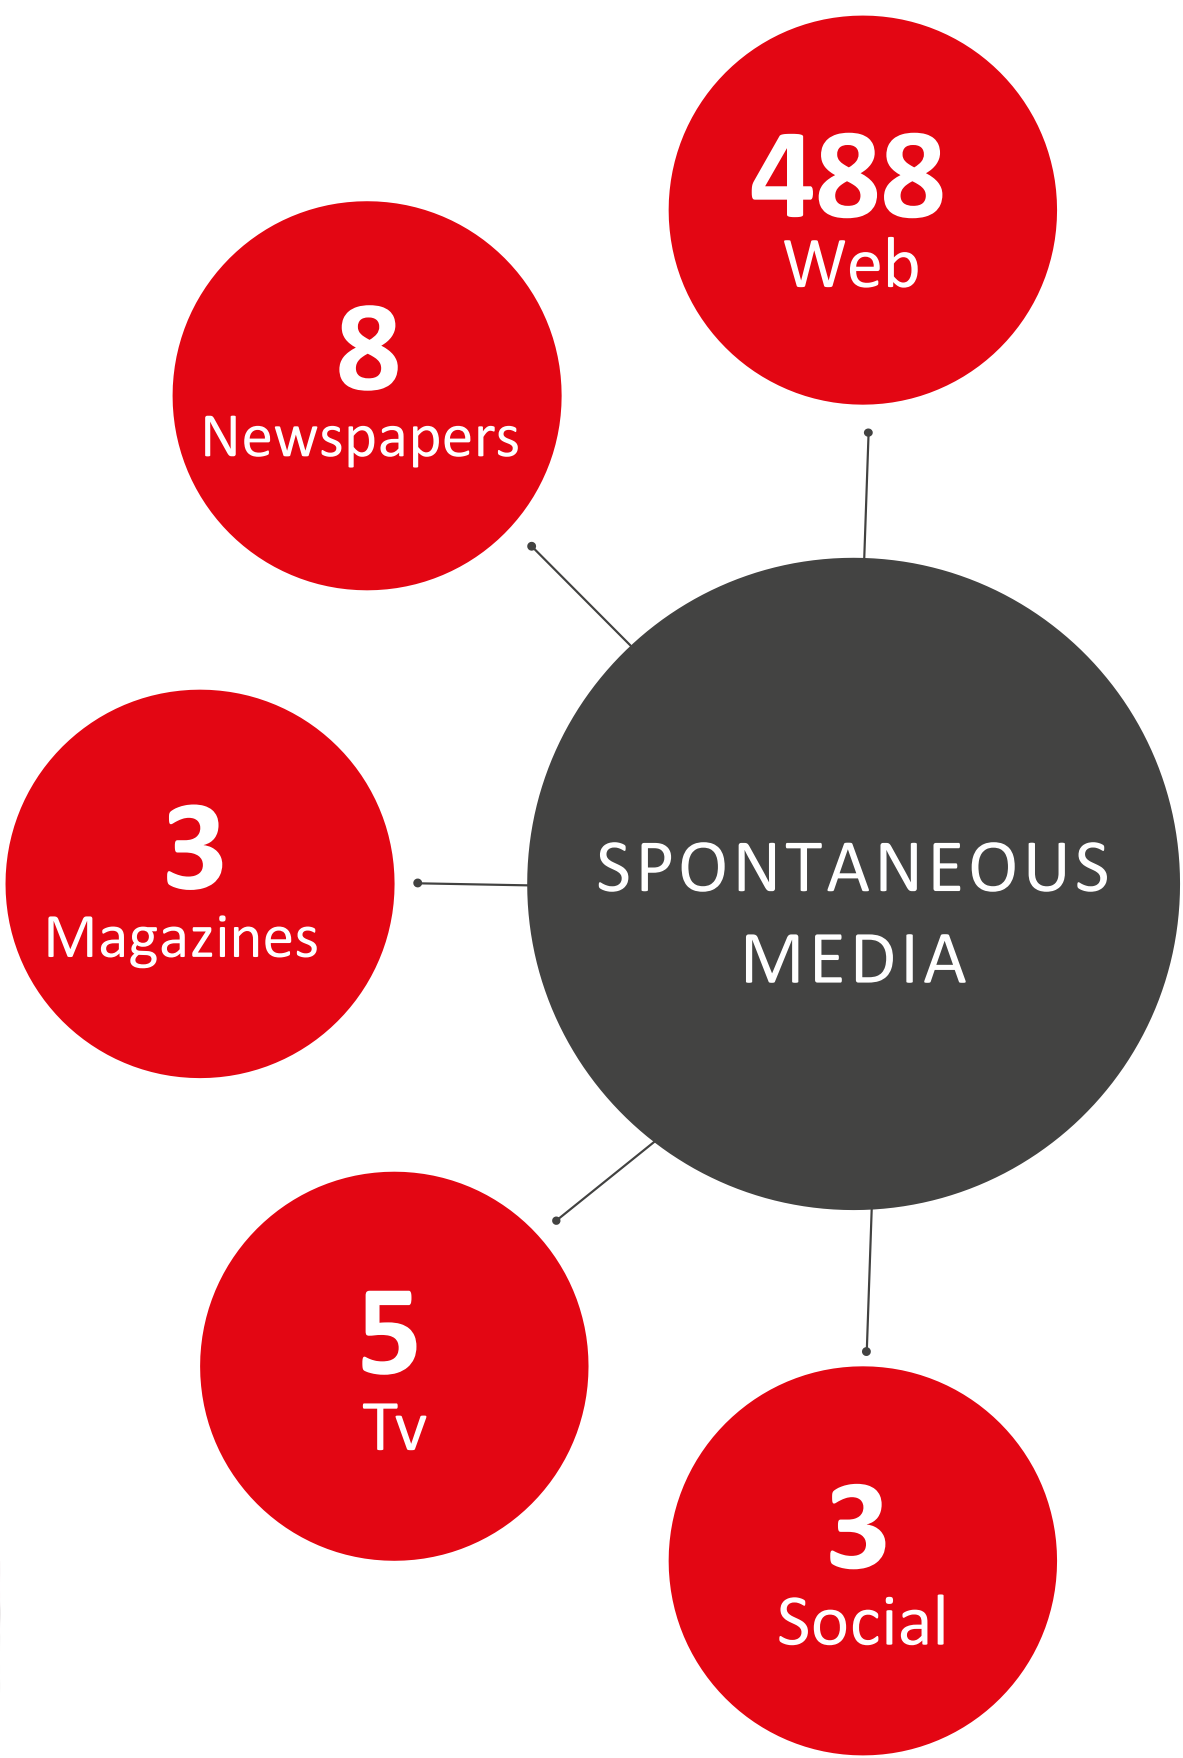 488
Web
8
Newspapers
3
Magazines
SPONTANEOUS
MEDIA
5
Tv
3
Social